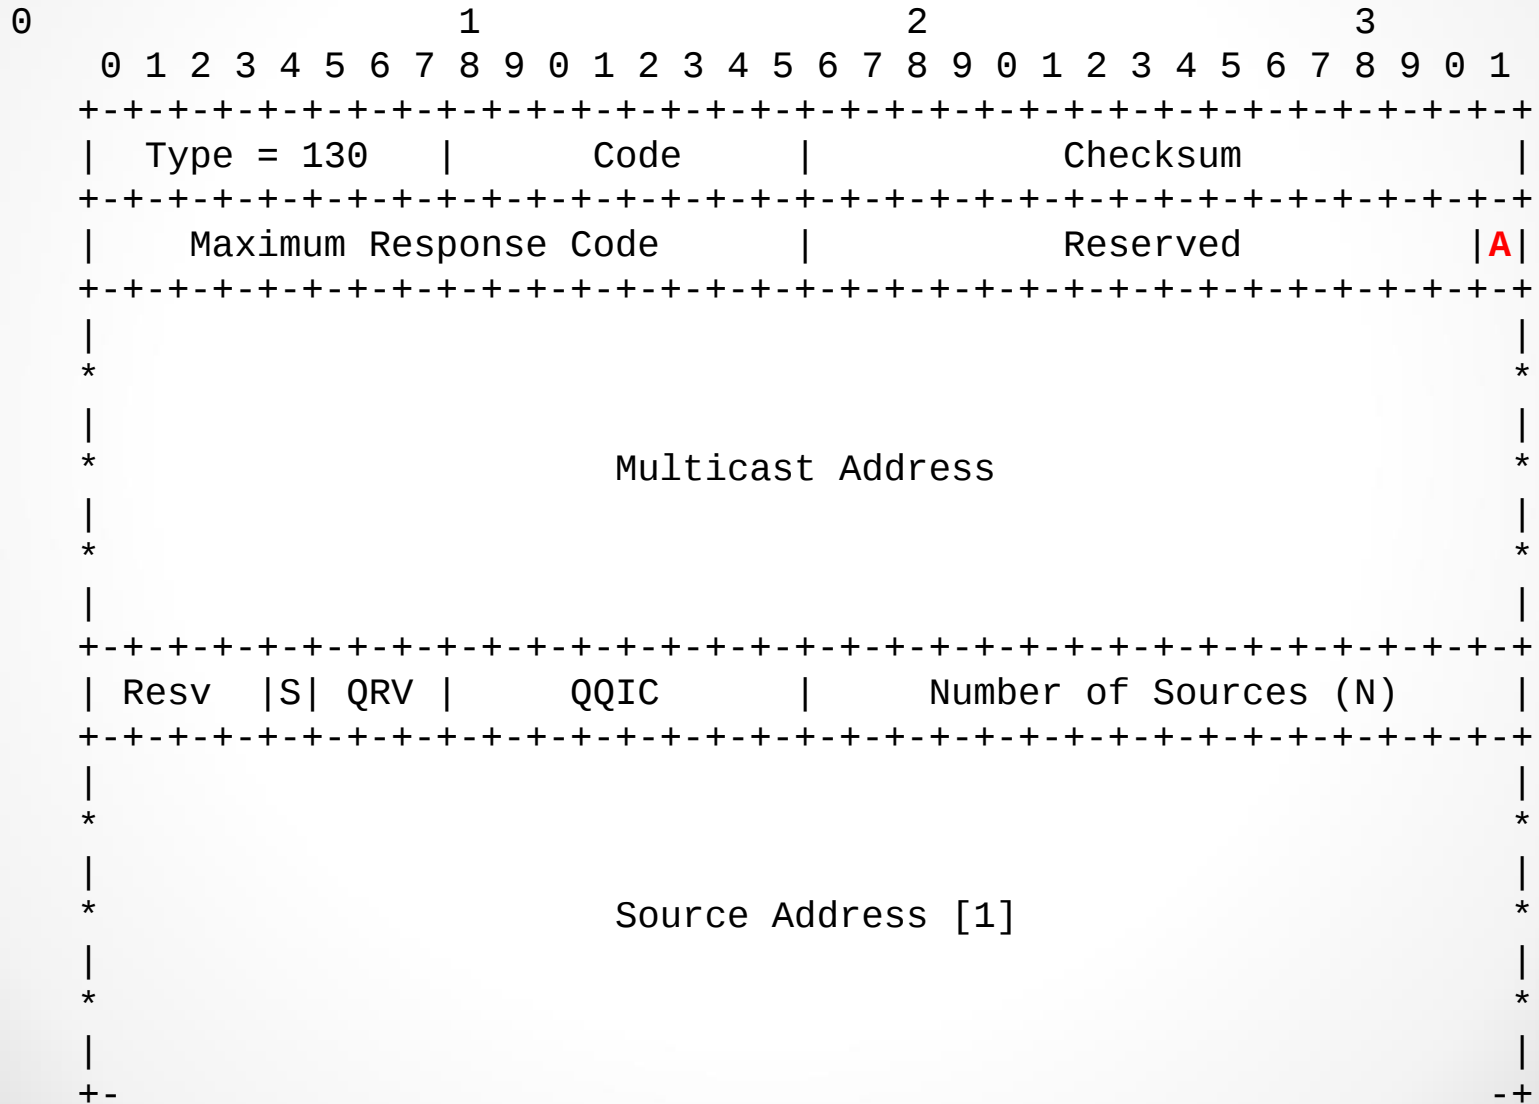 0                   1                   2                   3
    0 1 2 3 4 5 6 7 8 9 0 1 2 3 4 5 6 7 8 9 0 1 2 3 4 5 6 7 8 9 0 1
   +-+-+-+-+-+-+-+-+-+-+-+-+-+-+-+-+-+-+-+-+-+-+-+-+-+-+-+-+-+-+-+-+
   |  Type = 130   |      Code     |           Checksum            |
   +-+-+-+-+-+-+-+-+-+-+-+-+-+-+-+-+-+-+-+-+-+-+-+-+-+-+-+-+-+-+-+-+
   |    Maximum Response Code      |           Reserved          |A|
   +-+-+-+-+-+-+-+-+-+-+-+-+-+-+-+-+-+-+-+-+-+-+-+-+-+-+-+-+-+-+-+-+
   |                                                               |
   *                                                               *
   |                                                               |
   *                       Multicast Address                       *
   |                                                               |
   *                                                               *
   |                                                               |
   +-+-+-+-+-+-+-+-+-+-+-+-+-+-+-+-+-+-+-+-+-+-+-+-+-+-+-+-+-+-+-+-+
   | Resv  |S| QRV |     QQIC      |     Number of Sources (N)     |
   +-+-+-+-+-+-+-+-+-+-+-+-+-+-+-+-+-+-+-+-+-+-+-+-+-+-+-+-+-+-+-+-+
   |                                                               |
   *                                                               *
   |                                                               |
   *                       Source Address [1]                      *
   |                                                               |
   *                                                               *
   |                                                               |
   +-                                                             -+